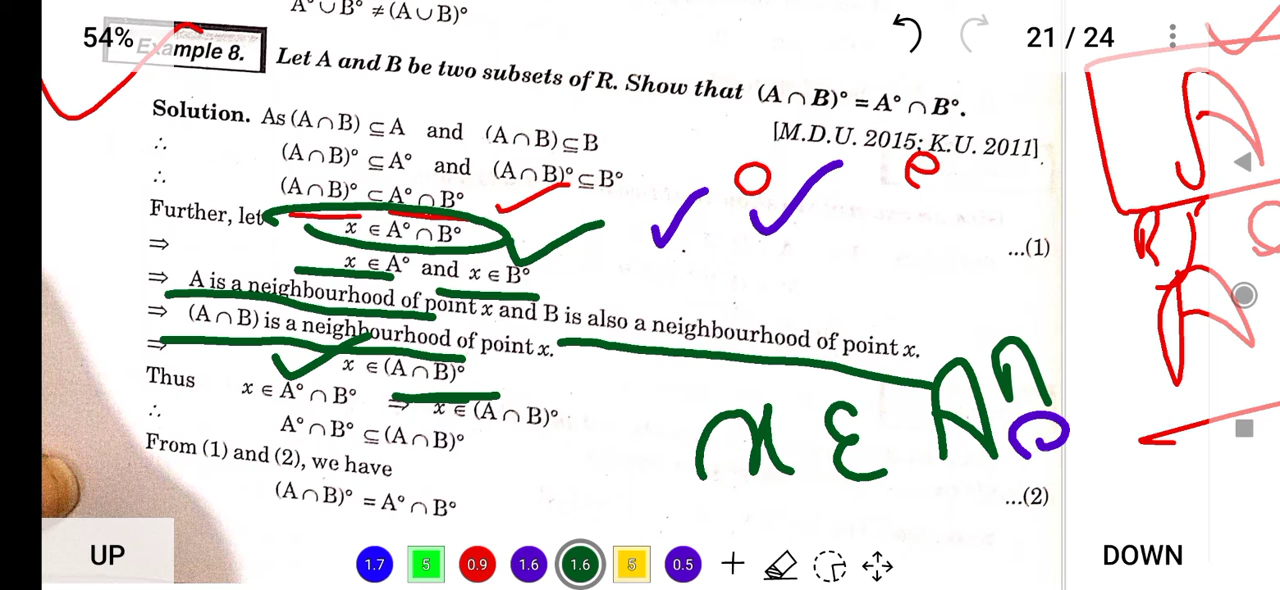 A° ∪ B° ≠ (A ∪ B)°
54%
21 / 24
Example 8. Let A and B be two subsets of R. Show that (A ∩ B)° = A° ∩ B°.
[M.D.U. 2015; K.U. 2011]
Solution. As (A ∩ B) ⊆ A and (A ∩ B) ⊆ B
∴ (A ∩ B)° ⊆ A° and (A ∩ B)° ⊆ B°
∴ (A ∩ B)° ⊆ A° ∩ B° ...(1)
Further, let x ∈ A° ∩ B°
⇒ x ∈ A° and x ∈ B°
⇒ A is a neighbourhood of point x and B is also a neighbourhood of point x.
⇒ (A ∩ B) is a neighbourhood of point x.
⇒ x ∈ (A ∩ B)°
Thus x ∈ A° ∩ B° ⇒ x ∈ (A ∩ B)°
∴ A° ∩ B° ⊆ (A ∩ B)° ...(2)
From (1) and (2), we have
(A ∩ B)° = A° ∩ B°
UP
DOWN
1.7 5 0.9 1.6 1.6 5 0.5